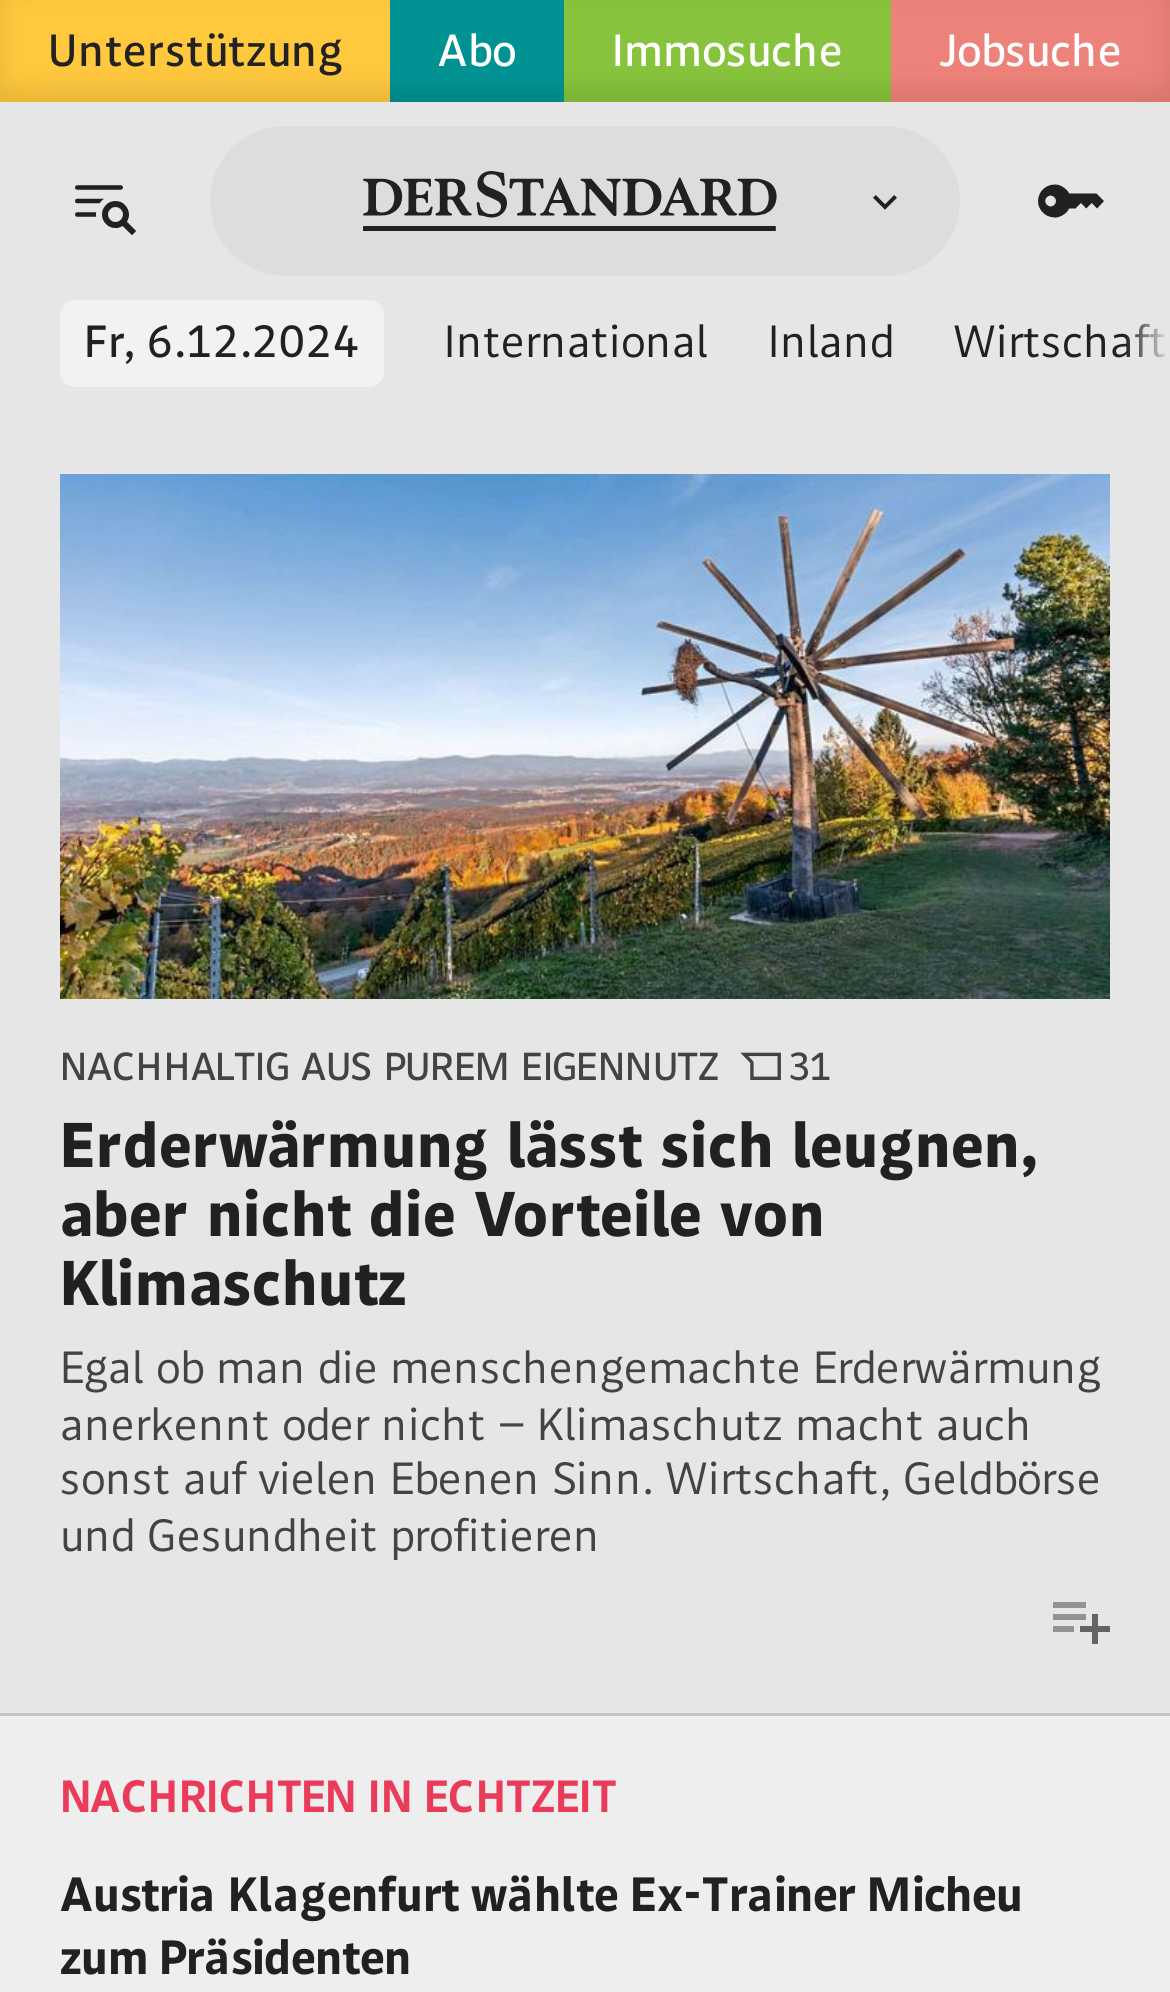 Unterstützung Abo Immosuche Jobsuche
DERSTANDARD
Fr, 6.12.2024 International Inland Wirtschaft
NACHHALTIG AUS PUREM EIGENNUTZ 31
Erderwärmung lässt sich leugnen,
aber nicht die Vorteile von
Klimaschutz
Egal ob man die menschengemachte Erderwärmung
anerkennt oder nicht – Klimaschutz macht auch
sonst auf vielen Ebenen Sinn. Wirtschaft, Geldbörse
und Gesundheit profitieren
NACHRICHTEN IN ECHTZEIT
Austria Klagenfurt wählte Ex-Trainer Micheu
zum Präsidenten